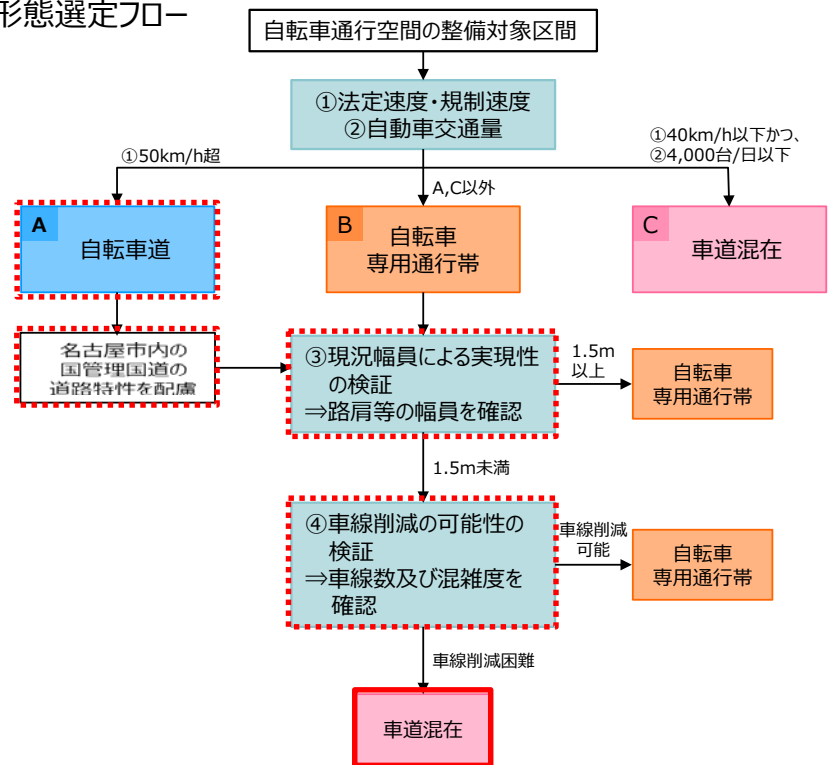 形態選定フロー
自転車通行空間の整備対象区間
①法定速度・規制速度
②自動車交通量
①50km/h超
A,C以外
①40km/h以下かつ、
②4,000台/日以下
A
自転車道
B
自転車
専用通行帯
C
車道混在
名古屋市内の
国管理国道の
道路特性を配慮
③現況幅員による実現性
の検証
⇒路肩等の幅員を確認
1.5m
以上
自転車
専用通行帯
1.5m未満
④車線削減の可能性の
検証
⇒車線数及び混雑度を
確認
車線削減
可能
自転車
専用通行帯
車線削減困難
車道混在